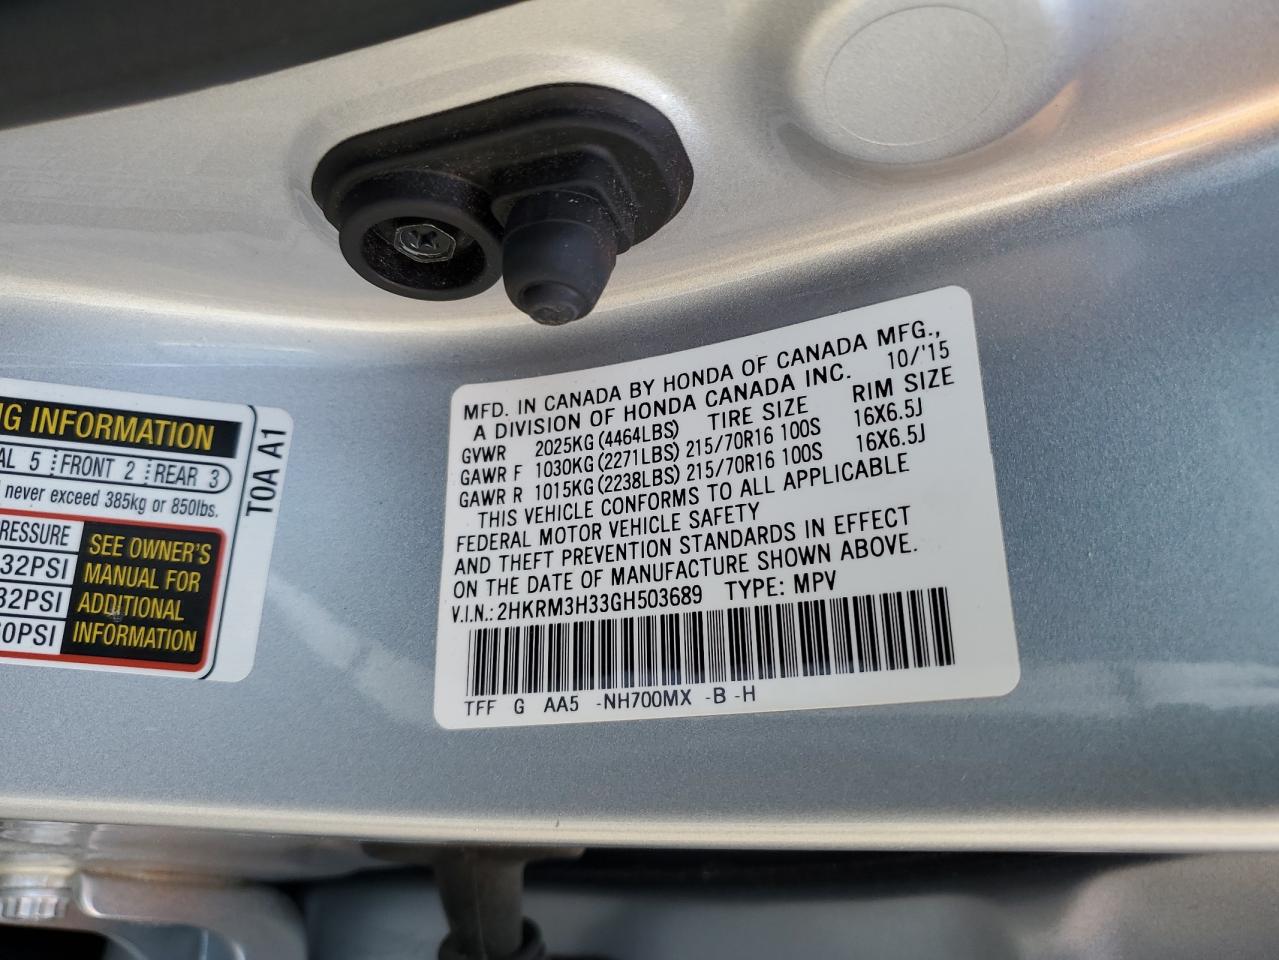 NG INFORMATION
AL 5 FRONT 2 REAR 3
never exceed 385kg or 850lbs.
RESSURE
32PSI
32PSI
0PSI
SEE OWNER'S
MANUAL FOR
ADDITIONAL
INFORMATION
T0A A1
MFD. IN CANADA BY HONDA OF CANADA MFG.,
A DIVISION OF HONDA CANADA INC. 10/'15
GVWR 2025KG (4464LBS) TIRE SIZE RIM SIZE
GAWR F 1030KG (2271LBS) 215/70R16 100S 16X6.5J
GAWR R 1015KG (2238LBS) 215/70R16 100S 16X6.5J
THIS VEHICLE CONFORMS TO ALL APPLICABLE
FEDERAL MOTOR VEHICLE SAFETY
AND THEFT PREVENTION STANDARDS IN EFFECT
ON THE DATE OF MANUFACTURE SHOWN ABOVE.
V.I.N.: 2HKRM3H33GH503689 TYPE: MPV
TFF G AA5 -NH700MX -B -H